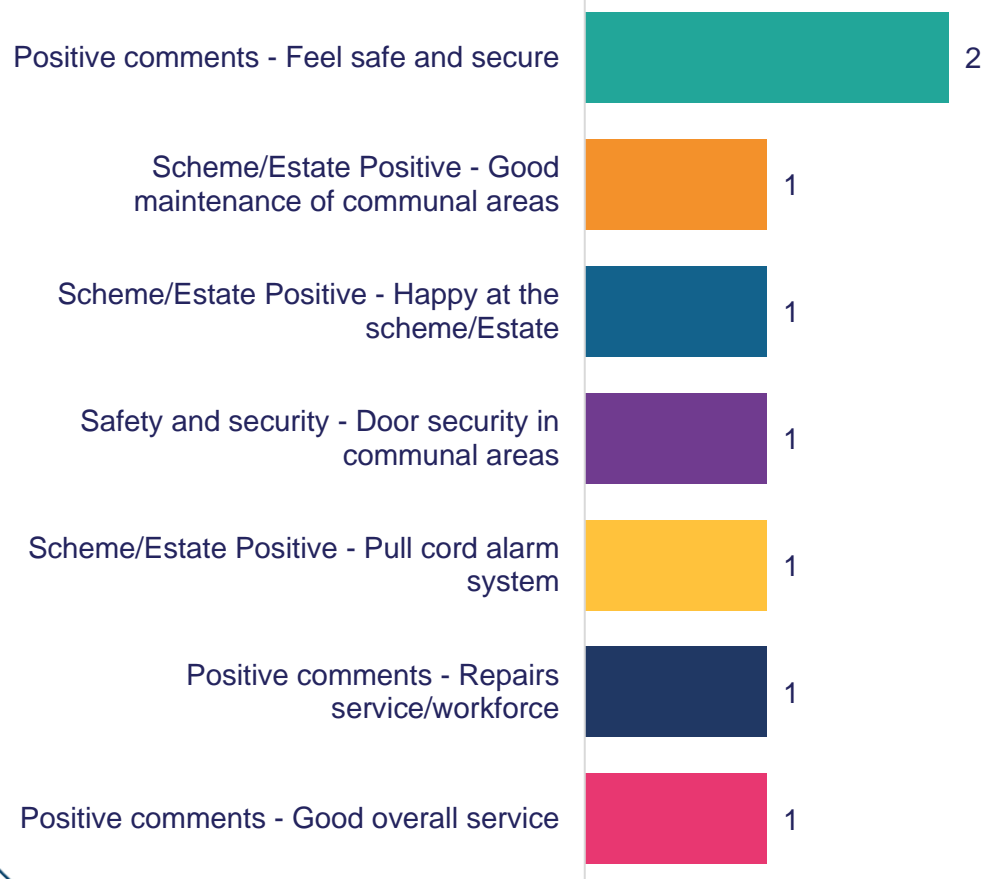 Positive comments - Feel safe and secure
2
Scheme/Estate Positive - Good
maintenance of communal areas
1
Scheme/Estate Positive - Happy at the
scheme/Estate
1
Safety and security - Door security in
communal areas
1
Scheme/Estate Positive - Pull cord alarm
system
1
Positive comments - Repairs
service/workforce
1
Positive comments - Good overall service
1